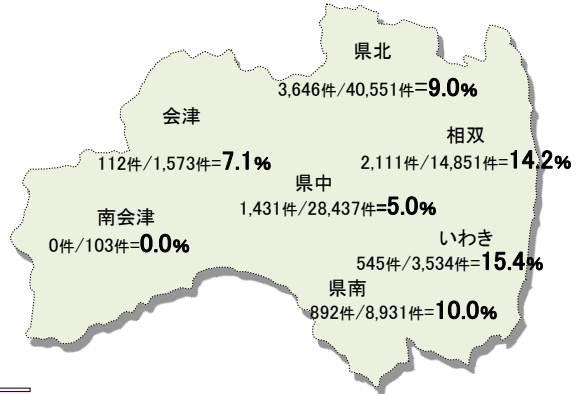 県北
3,646件/40,551件=9.0%
会津
112件/1,573件=7.1%
相双
2,111件/14,851件=14.2%
県中
1,431件/28,437件=5.0%
南会津
0件/103件=0.0%
いわき
545件/3,534件=15.4%
県南
892件/8,931件=10.0%